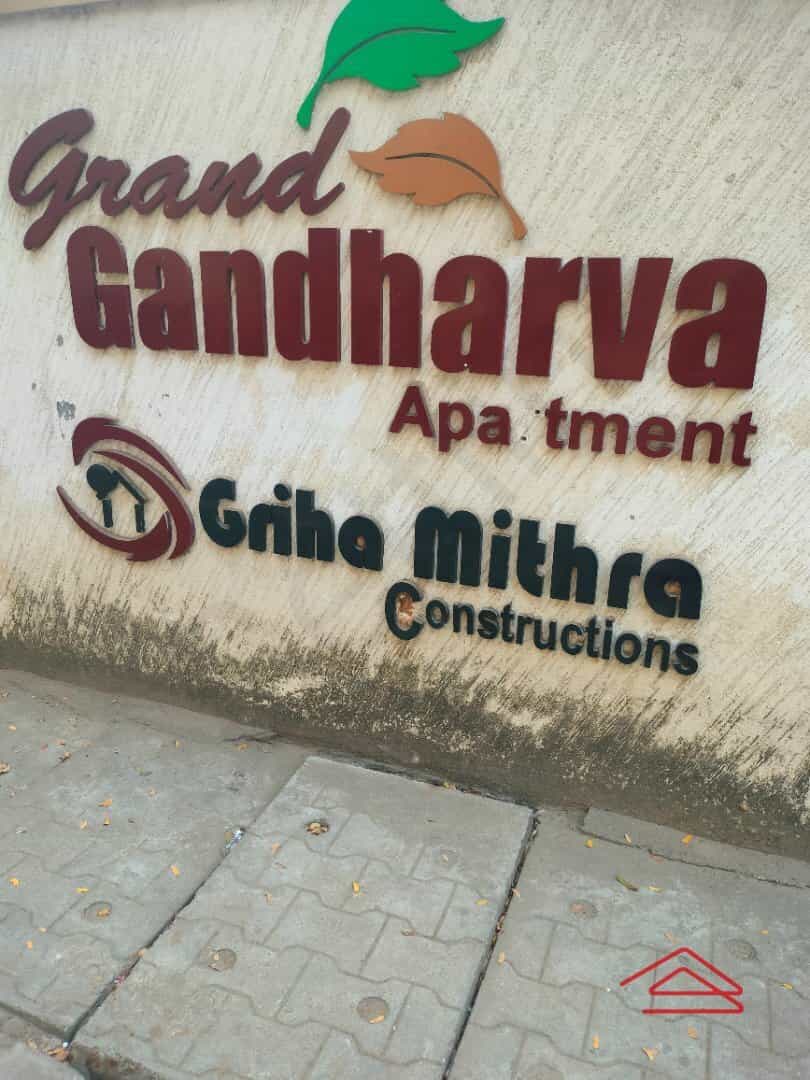 Grand
Gandharva
Apa tment
Griha Mithra
Constructions